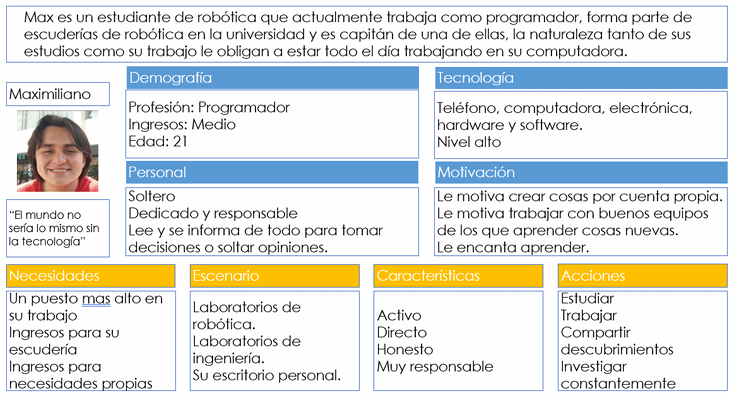 Max es un estudiante de robótica que actualmente trabaja como programador, forma parte de
escuderías de robótica en la universidad y es capitán de una de ellas, la naturaleza tanto de sus
estudios como su trabajo le obligan a estar todo el día trabajando en su computadora.
Maximiliano
"El mundo no
sería lo mismo sin
la tecnología"
Demografía
Profesión: Programador
Ingresos: Medio
Edad: 21
Tecnología
Teléfono, computadora, electrónica,
hardware y software.
Nivel alto
Personal
Soltero
Dedicado y responsable
Lee y se informa de todo para tomar
decisiones o soltar opiniones.
Motivación
Le motiva crear cosas por cuenta propia.
Le motiva trabajar con buenos equipos
de los que aprender cosas nuevas.
Le encanta aprender.
Necesidades
Un puesto mas alto en
su trabajo
Ingresos para su
escudería
Ingresos para
necesidades propias
Escenario
Laboratorios de
robótica.
Laboratorios de
ingeniería.
Su escritorio personal.
Características
Activo
Directo
Honesto
Muy responsable
Acciones
Estudiar
Trabajar
Compartir
descubrimientos
Investigar
constantemente